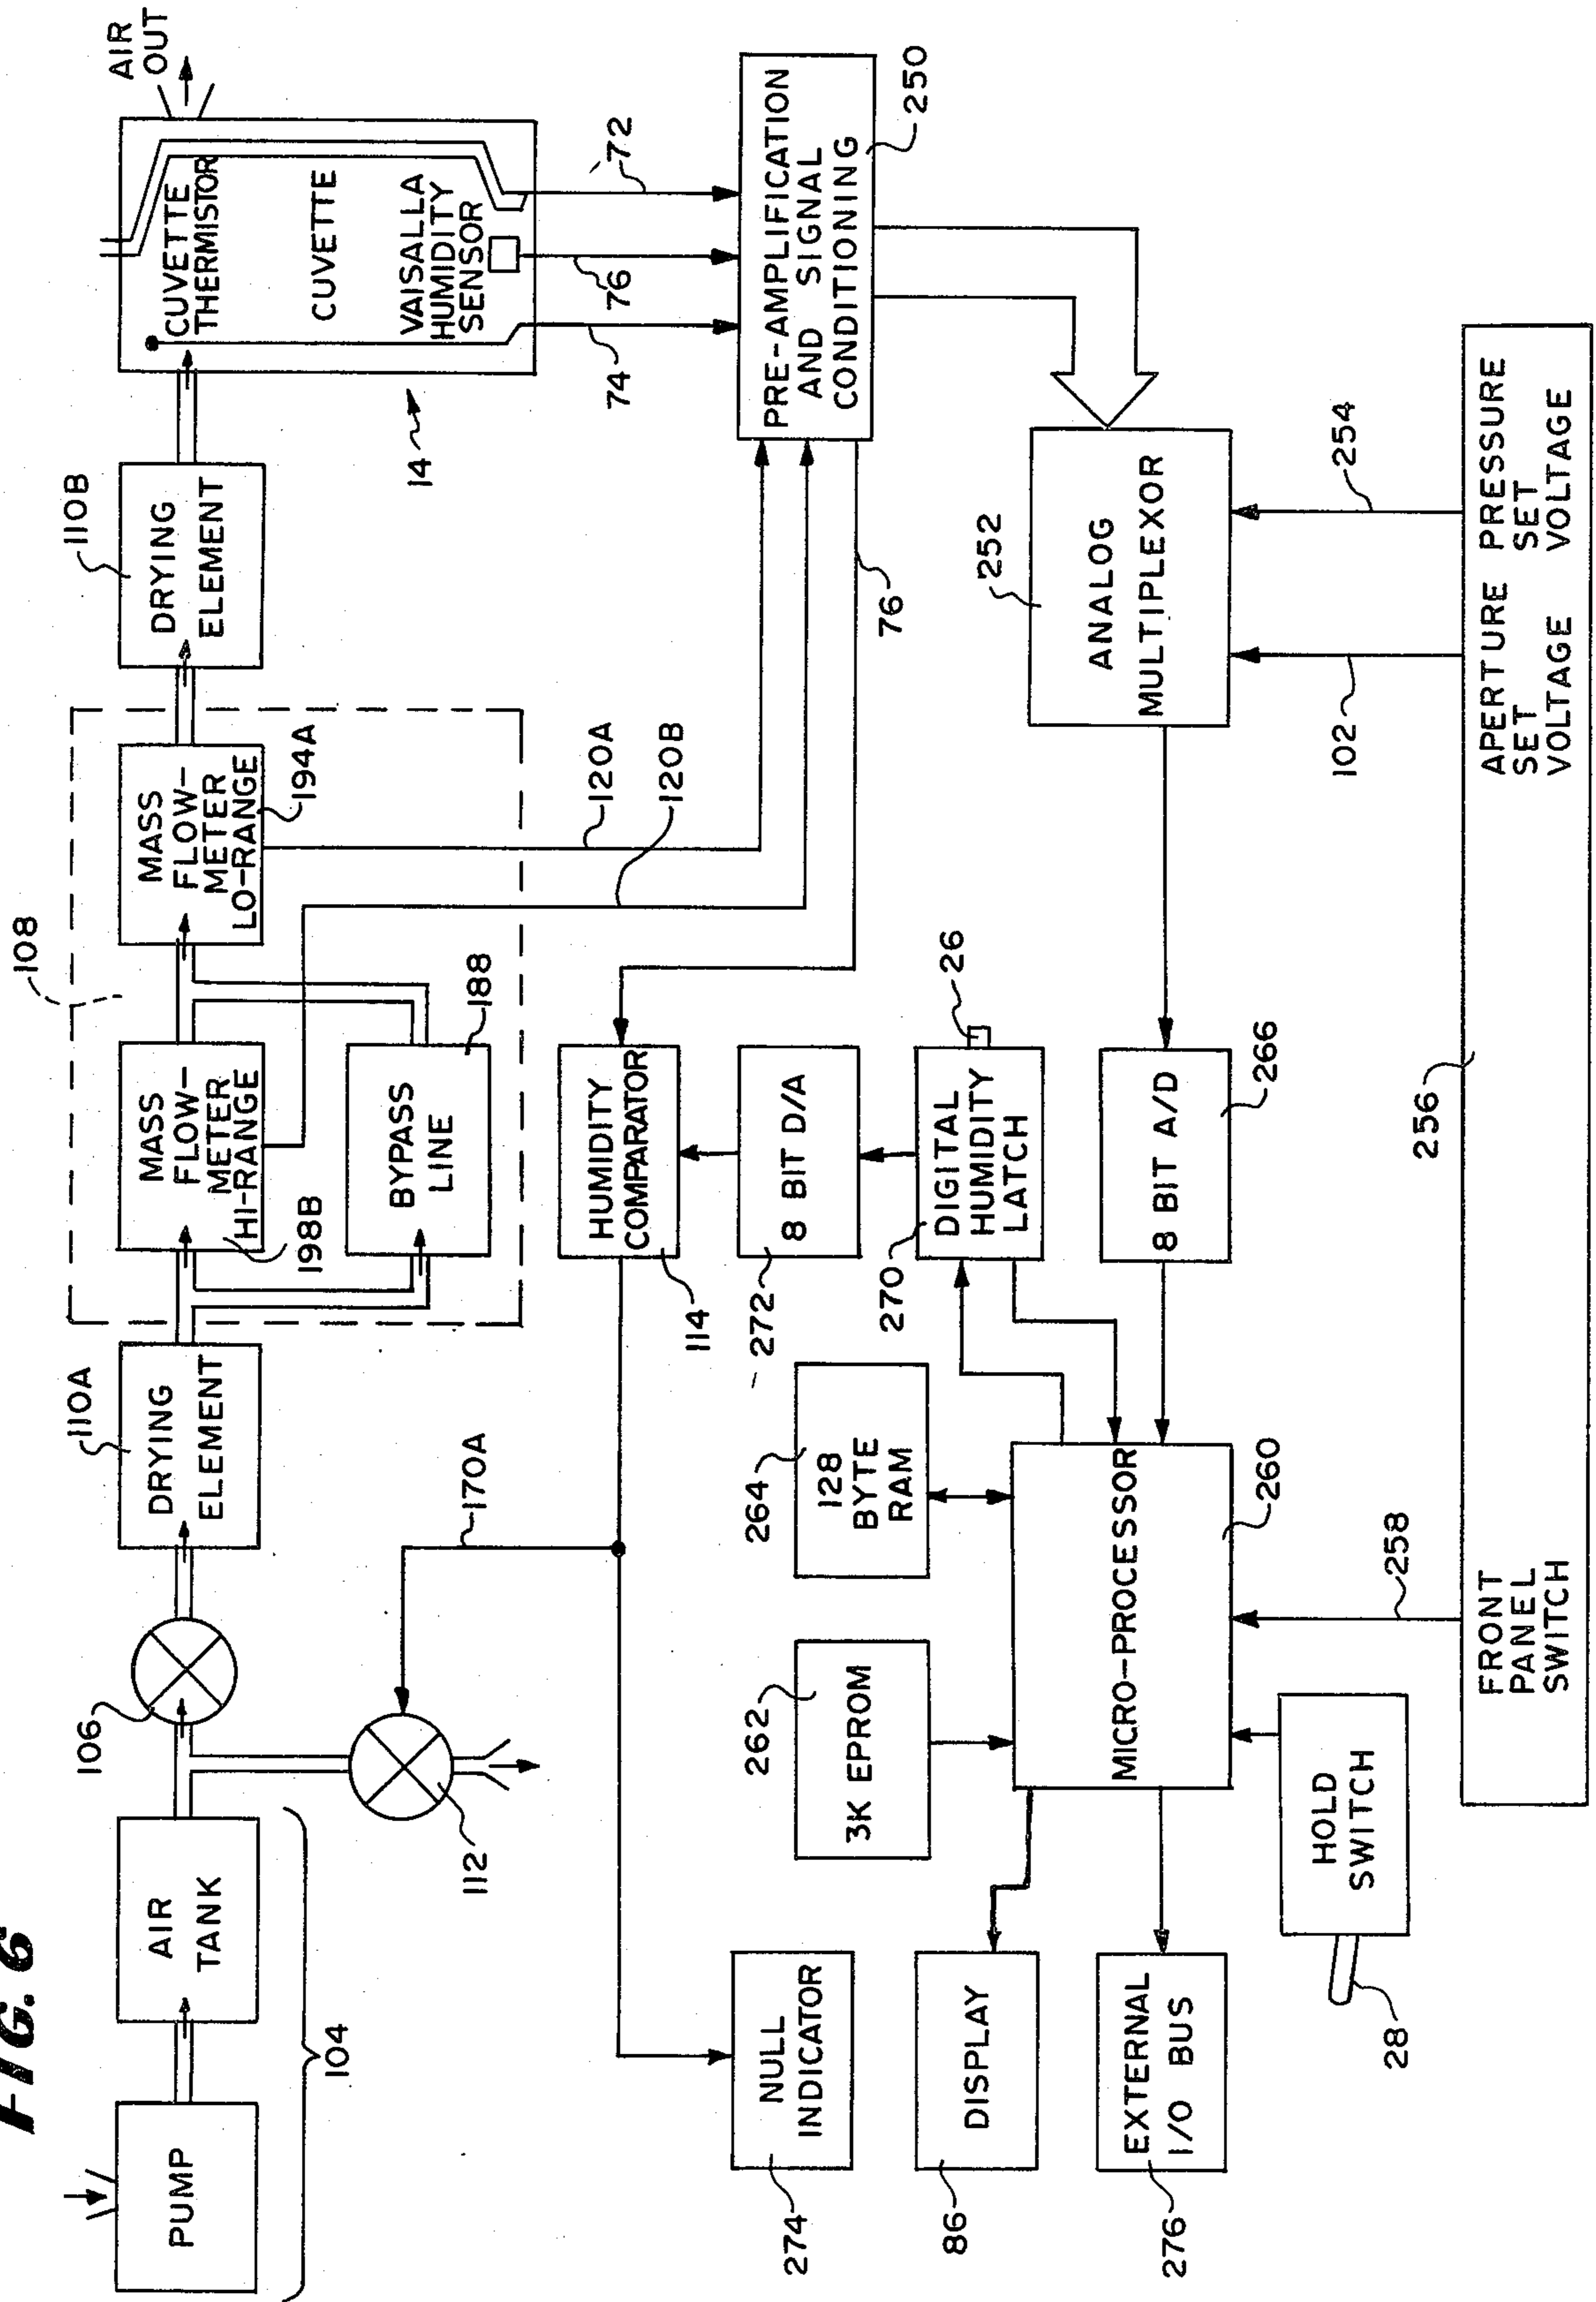 FIG. 6
PUMP
AIR
TANK
104
106
112
DRYING
ELEMENT
110A
170A
108
MASS
FLOW-
METER
HI-RANGE
198B
BYPASS
LINE
188
MASS
FLOW-
METER
LO-RANGE
194A
120A
120B
DRYING
ELEMENT
110B
AIR
OUT
CUVETTE
THERMISTOR
CUVETTE
VAISALLA
HUMIDITY
SENSOR
14
74
76
72
PRE-AMPLIFICATION
AND SIGNAL
CONDITIONING
250
76
HUMIDITY
COMPARATOR
114
8 BIT D/A
272
DIGITAL
HUMIDITY
LATCH
26
270
8 BIT A/D
266
ANALOG
MULTIPLEXOR
252
254
102
NULL
INDICATOR
274
DISPLAY
86
EXTERNAL
I/O BUS
276
3K EPROM
262
128
BYTE
RAM
264
MICRO-PROCESSOR
260
258
HOLD
SWITCH
28
FRONT
PANEL
SWITCH
256
APERTURE
SET
VOLTAGE
PRESSURE
SET
VOLTAGE